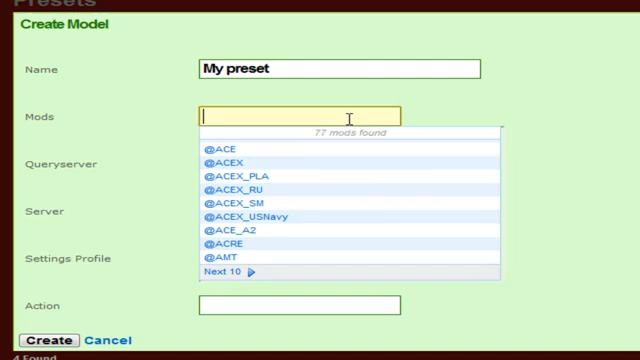 Presets
Create Model
Name My preset
Mods
77 mods found
@ACE
@ACEX
@ACEX_PLA
@ACEX_RU
@ACEX_SM
@ACEX_USNavy
@ACE_A2
@ACRE
@AMT
Next 10
Queryserver
Server
Settings Profile
Action
Create Cancel
4 Found